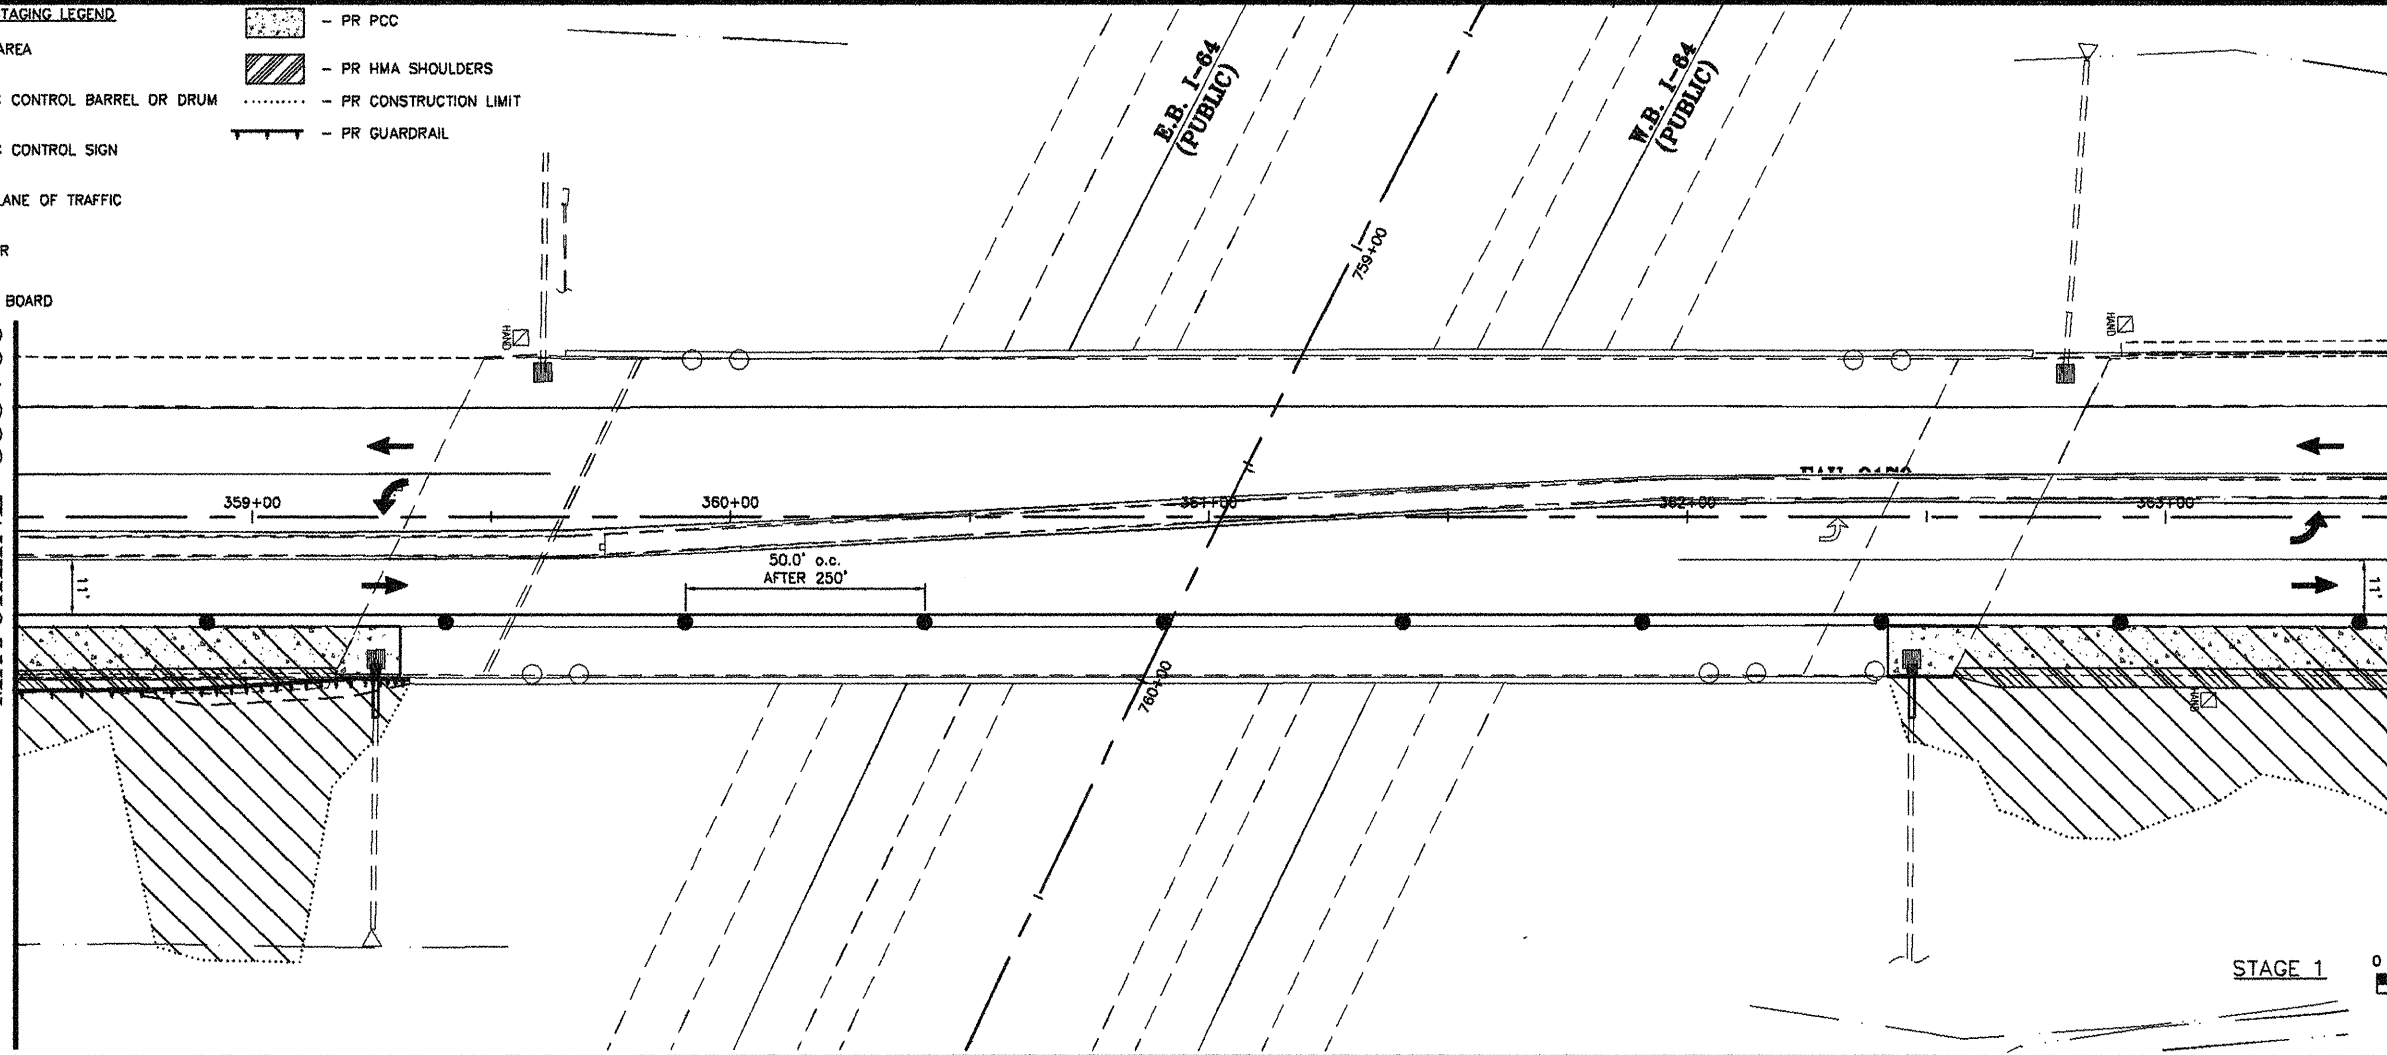 TAGING LEGEND
- PR PCC
AREA
- PR HMA SHOULDERS
CONTROL BARREL OR DRUM
- PR CONSTRUCTION LIMIT
- PR GUARDRAIL
CONTROL SIGN
LANE OF TRAFFIC
R
BOARD
E.B. I-64
(PUBLIC)
W.B. I-64
(PUBLIC)
759+00
HAND
HAND
359+00
360+00
361+00
362+00
363+00
50.0' o.c.
AFTER 250'
11'
11'
760+00
HAND
STAGE 1
0